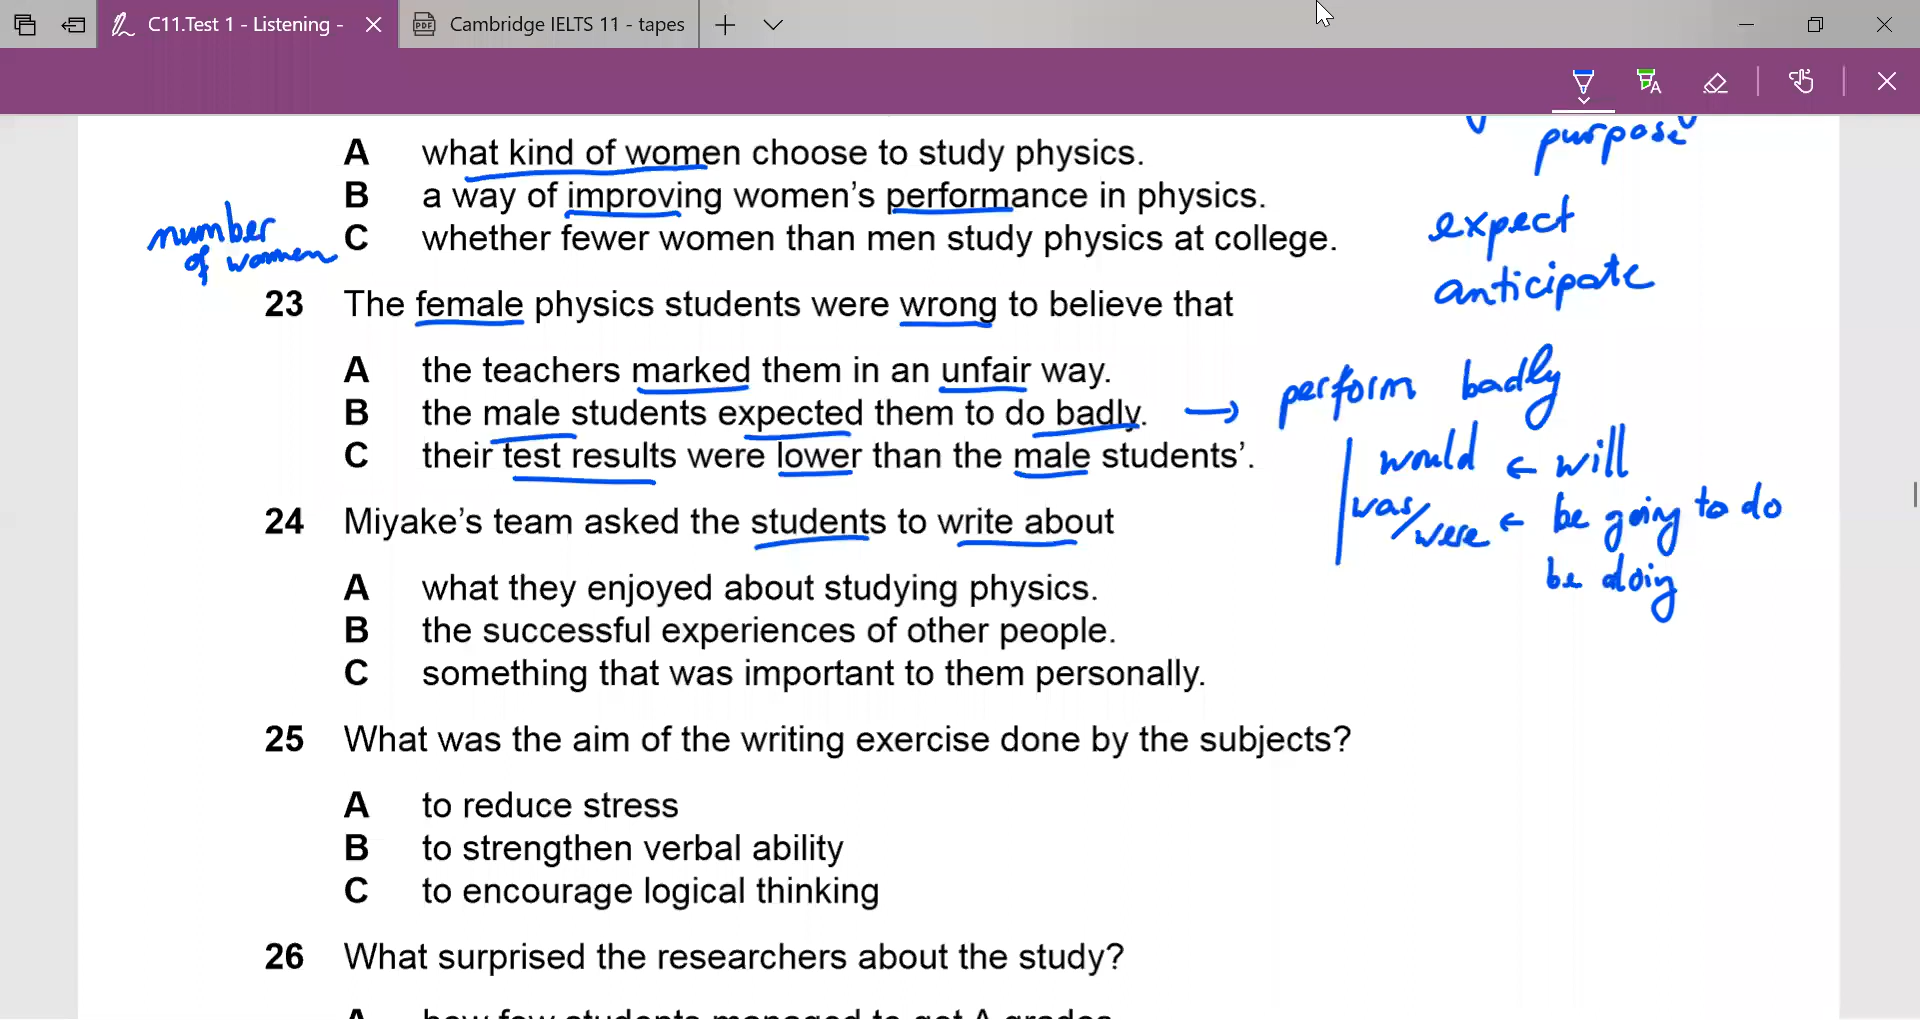 C11.Test 1 - Listening -
Cambridge IELTS 11 - tapes
purpose
A what kind of women choose to study physics.
B a way of improving women's performance in physics.
number
of women
C whether fewer women than men study physics at college.
expect
anticipate
23 The female physics students were wrong to believe that
A the teachers marked them in an unfair way.
B the male students expected them to do badly. → perform badly
C their test results were lower than the male students'.
would ← will
was/were ← be going to do
be doing
24 Miyake's team asked the students to write about
A what they enjoyed about studying physics.
B the successful experiences of other people.
C something that was important to them personally.
25 What was the aim of the writing exercise done by the subjects?
A to reduce stress
B to strengthen verbal ability
C to encourage logical thinking
26 What surprised the researchers about the study?
A how few students managed to get A grades